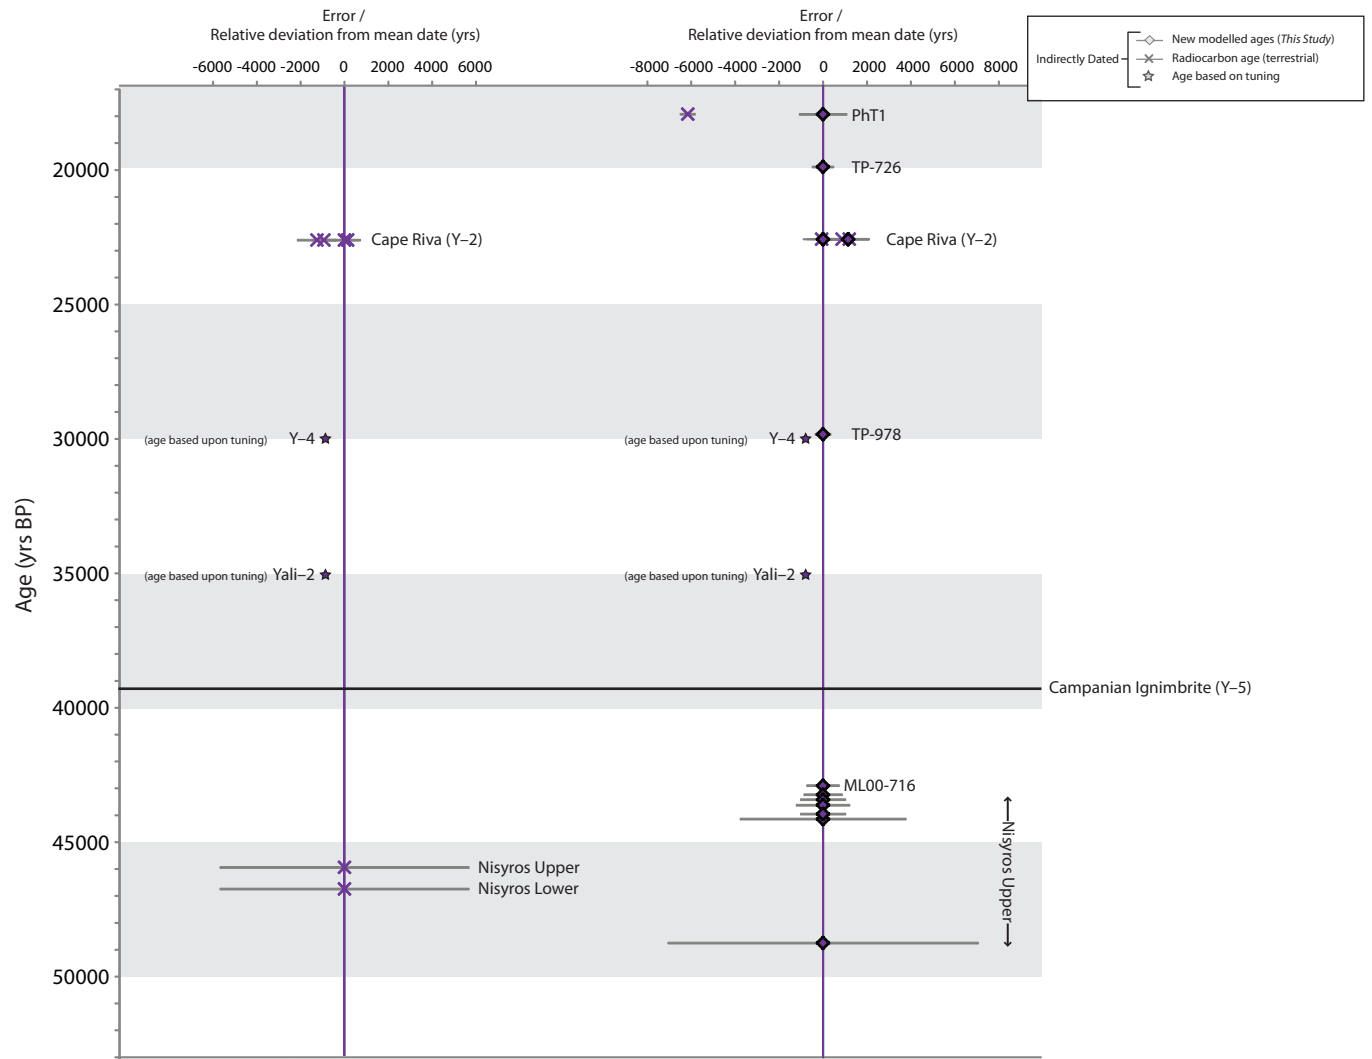 Error /
Relative deviation from mean date (yrs)
-6000 -4000 -2000 0 2000 4000 6000
Error /
Relative deviation from mean date (yrs)
-8000 -6000 -4000 -2000 0 2000 4000 6000 8000
Indirectly Dated
New modelled ages (This Study)
Radiocarbon age (terrestrial)
Age based on tuning
Age (yrs BP)
20000
25000
30000
35000
40000
45000
50000
PhT1
TP-726
Cape Riva (Y–2)
Cape Riva (Y–2)
(age based upon tuning) Y–4
(age based upon tuning) Y–4
TP-978
(age based upon tuning) Yali–2
(age based upon tuning) Yali–2
Campanian Ignimbrite (Y–5)
ML00-716
Nisyros Upper
Nisyros Lower
Nisyros Upper